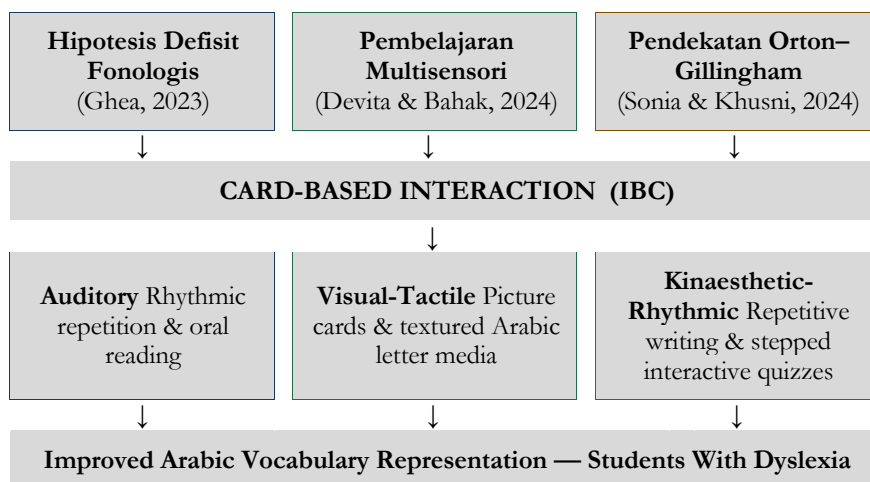 Hipotesis Defisit
Fonologis
(Ghea, 2023)
Pembelajaran
Multisensori
(Devita & Bahak, 2024)
Pendekatan Orton–
Gillingham
(Sonia & Khusni, 2024)
↓ ↓ ↓
CARD-BASED INTERACTION (IBC)
↓
Auditory Rhythmic
repetition & oral
reading
Visual-Tactile Picture
cards & textured Arabic
letter media
Kinaesthetic-
Rhythmic Repetitive
writing & stepped
interactive quizzes
↓ ↓ ↓
Improved Arabic Vocabulary Representation — Students With Dyslexia